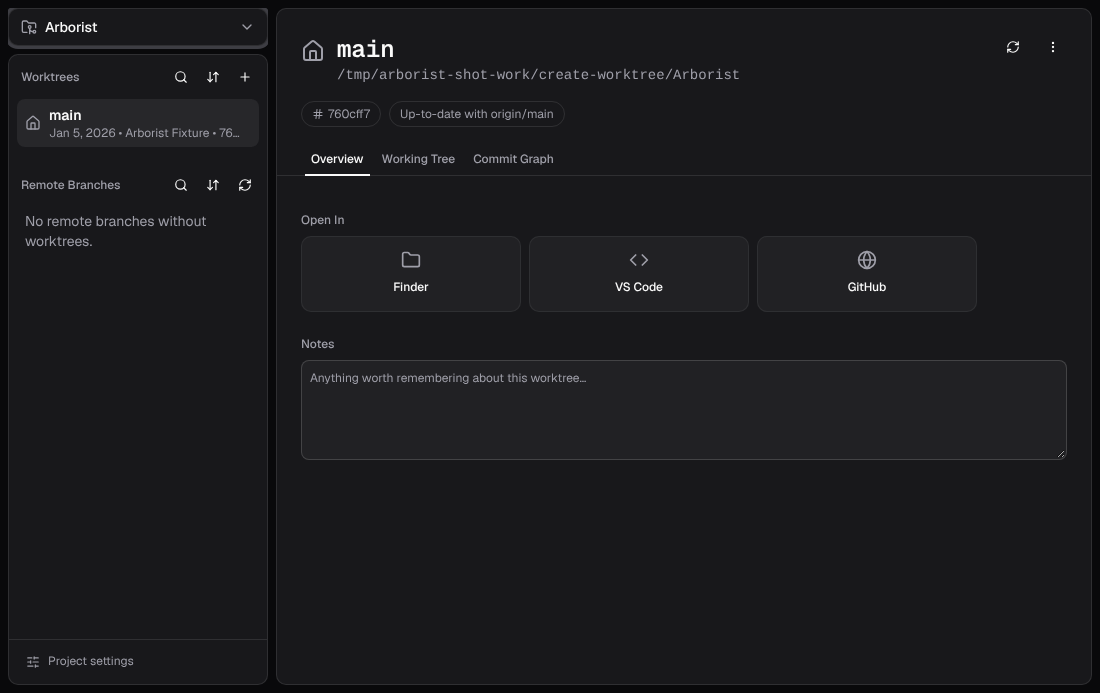 Arborist
Worktrees
main
Jan 5, 2026 • Arborist Fixture • 76…
Remote Branches
No remote branches without
worktrees.
Project settings
main
/tmp/arborist-shot-work/create-worktree/Arborist
# 760cff7
Up-to-date with origin/main
Overview Working Tree Commit Graph
Open In
Finder VS Code GitHub
Notes
Anything worth remembering about this worktree…